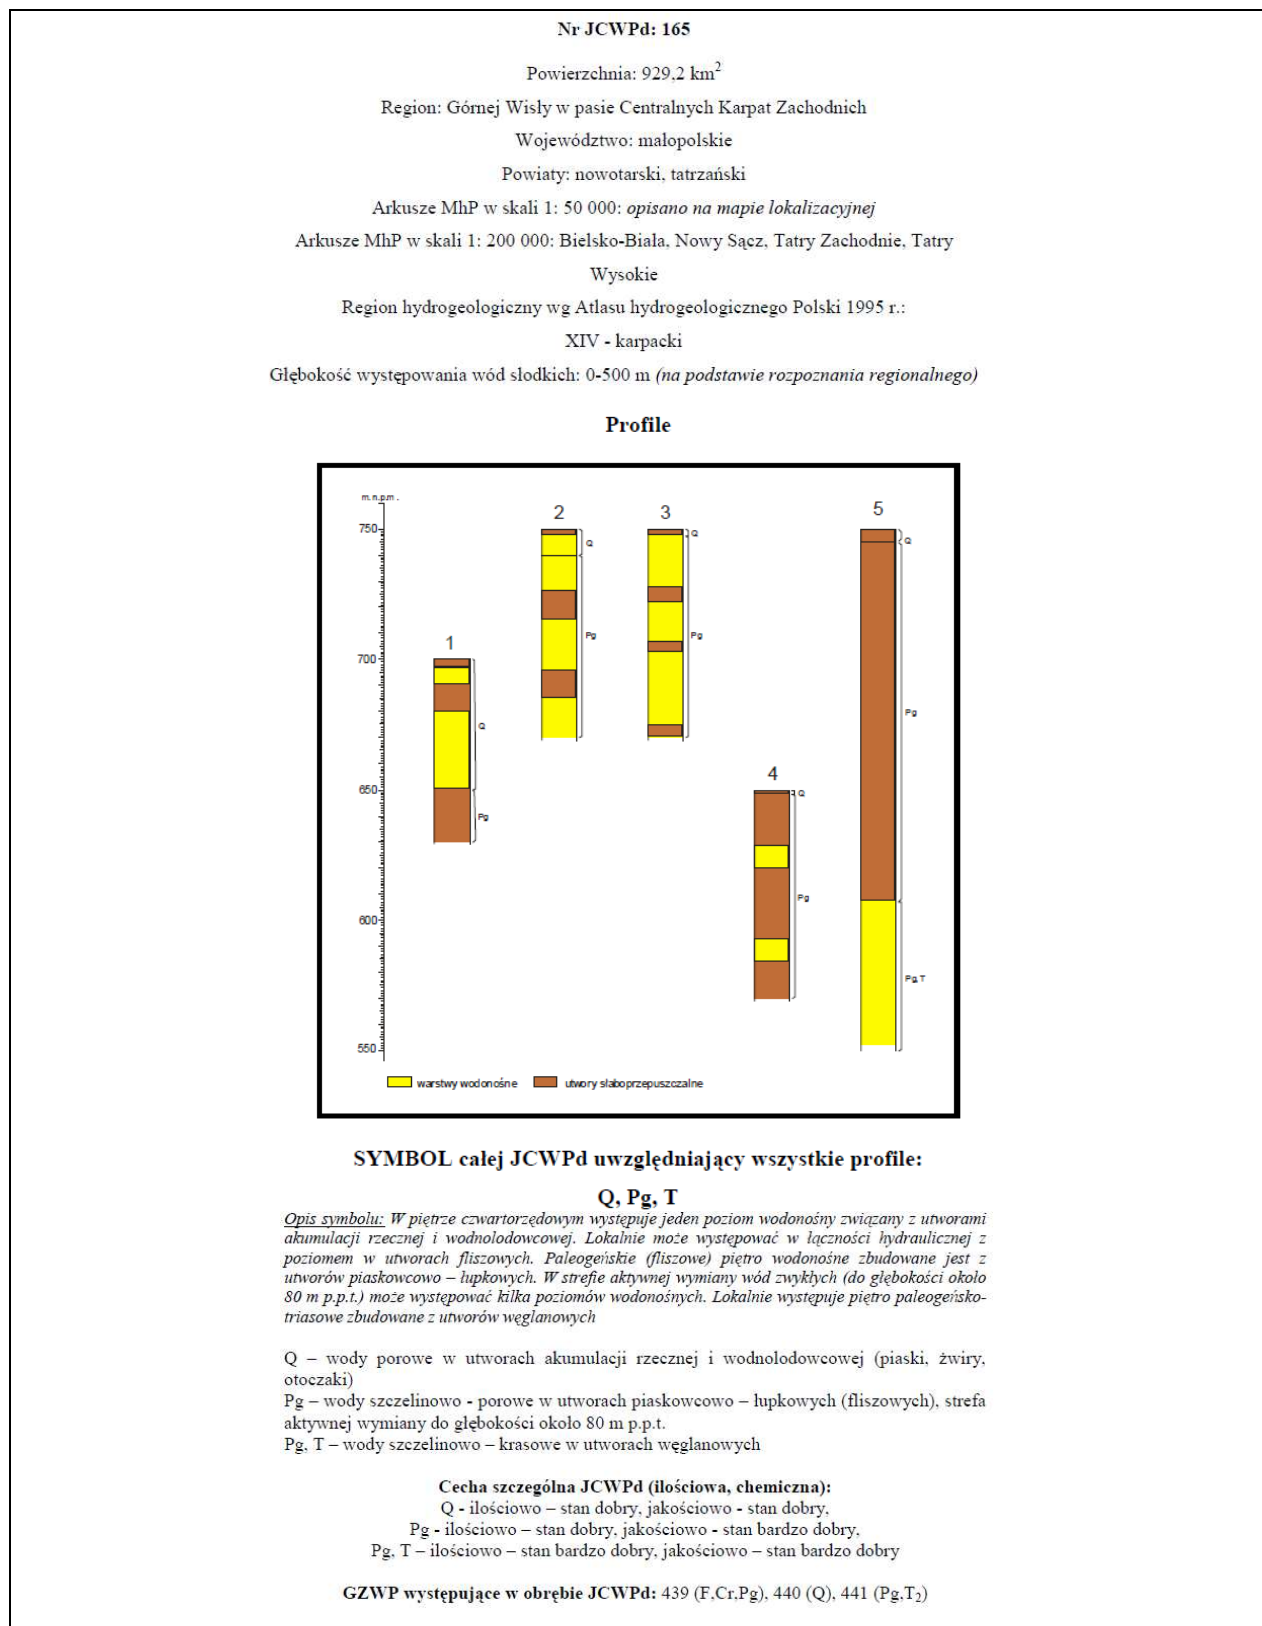 Nr JCWPd: 165
Powierzchnia: 929,2 km2
Region: Górnej Wisły w pasie Centralnych Karpat Zachodnich
Województwo: małopolskie
Powiaty: nowotarski, tatrzański
Arkusze MhP w skali 1: 50 000: opisano na mapie lokalizacyjnej
Arkusze MhP w skali 1: 200 000: Bielsko-Biała, Nowy Sącz, Tatry Zachodnie, Tatry
Wysokie
Region hydrogeologiczny wg Atlasu hydrogeologicznego Polski 1995 r.:
XIV - karpacki
Głębokość występowania wód słodkich: 0-500 m (na podstawie rozpoznania regionalnego)
Profile
m. n.p.m .
750
700
650
600
550
1
Q
Pg
2
Q
Pg
3
Q
Pg
4
Q
Pg
5
Q
Pg
Pg,T
warstwy wodonośne
utwory słaboprzepuszczalne
SYMBOL całej JCWPd uwzględniający wszystkie profile:
Q, Pg, T
Opis symbolu: W piętrze czwartorzędowym występuje jeden poziom wodonośny związany z utworami
akumulacji rzecznej i wodnolodowcowej. Lokalnie może występować w łączności hydraulicznej z
poziomem w utworach fliszowych. Paleogeńskie (fliszowe) piętro wodonośne zbudowane jest z
utworów piaskowcowo – łupkowych. W strefie aktywnej wymiany wód zwykłych (do głębokości około
80 m p.p.t.) może występować kilka poziomów wodonośnych. Lokalnie występuje piętro paleogeńsko-
triasowe zbudowane z utworów węglanowych
Q – wody porowe w utworach akumulacji rzecznej i wodnolodowcowej (piaski, żwiry,
otoczaki)
Pg – wody szczelinowo - porowe w utworach piaskowcowo – łupkowych (fliszowych), strefa
aktywnej wymiany do głębokości około 80 m p.p.t.
Pg, T – wody szczelinowo – krasowe w utworach węglanowych
Cecha szczególna JCWPd (ilościowa, chemiczna):
Q - ilościowo – stan dobry, jakościowo - stan dobry,
Pg - ilościowo – stan dobry, jakościowo - stan bardzo dobry,
Pg, T – ilościowo – stan bardzo dobry, jakościowo – stan bardzo dobry
GZWP występujące w obrębie JCWPd: 439 (F,Cr,Pg), 440 (Q), 441 (Pg,T2)